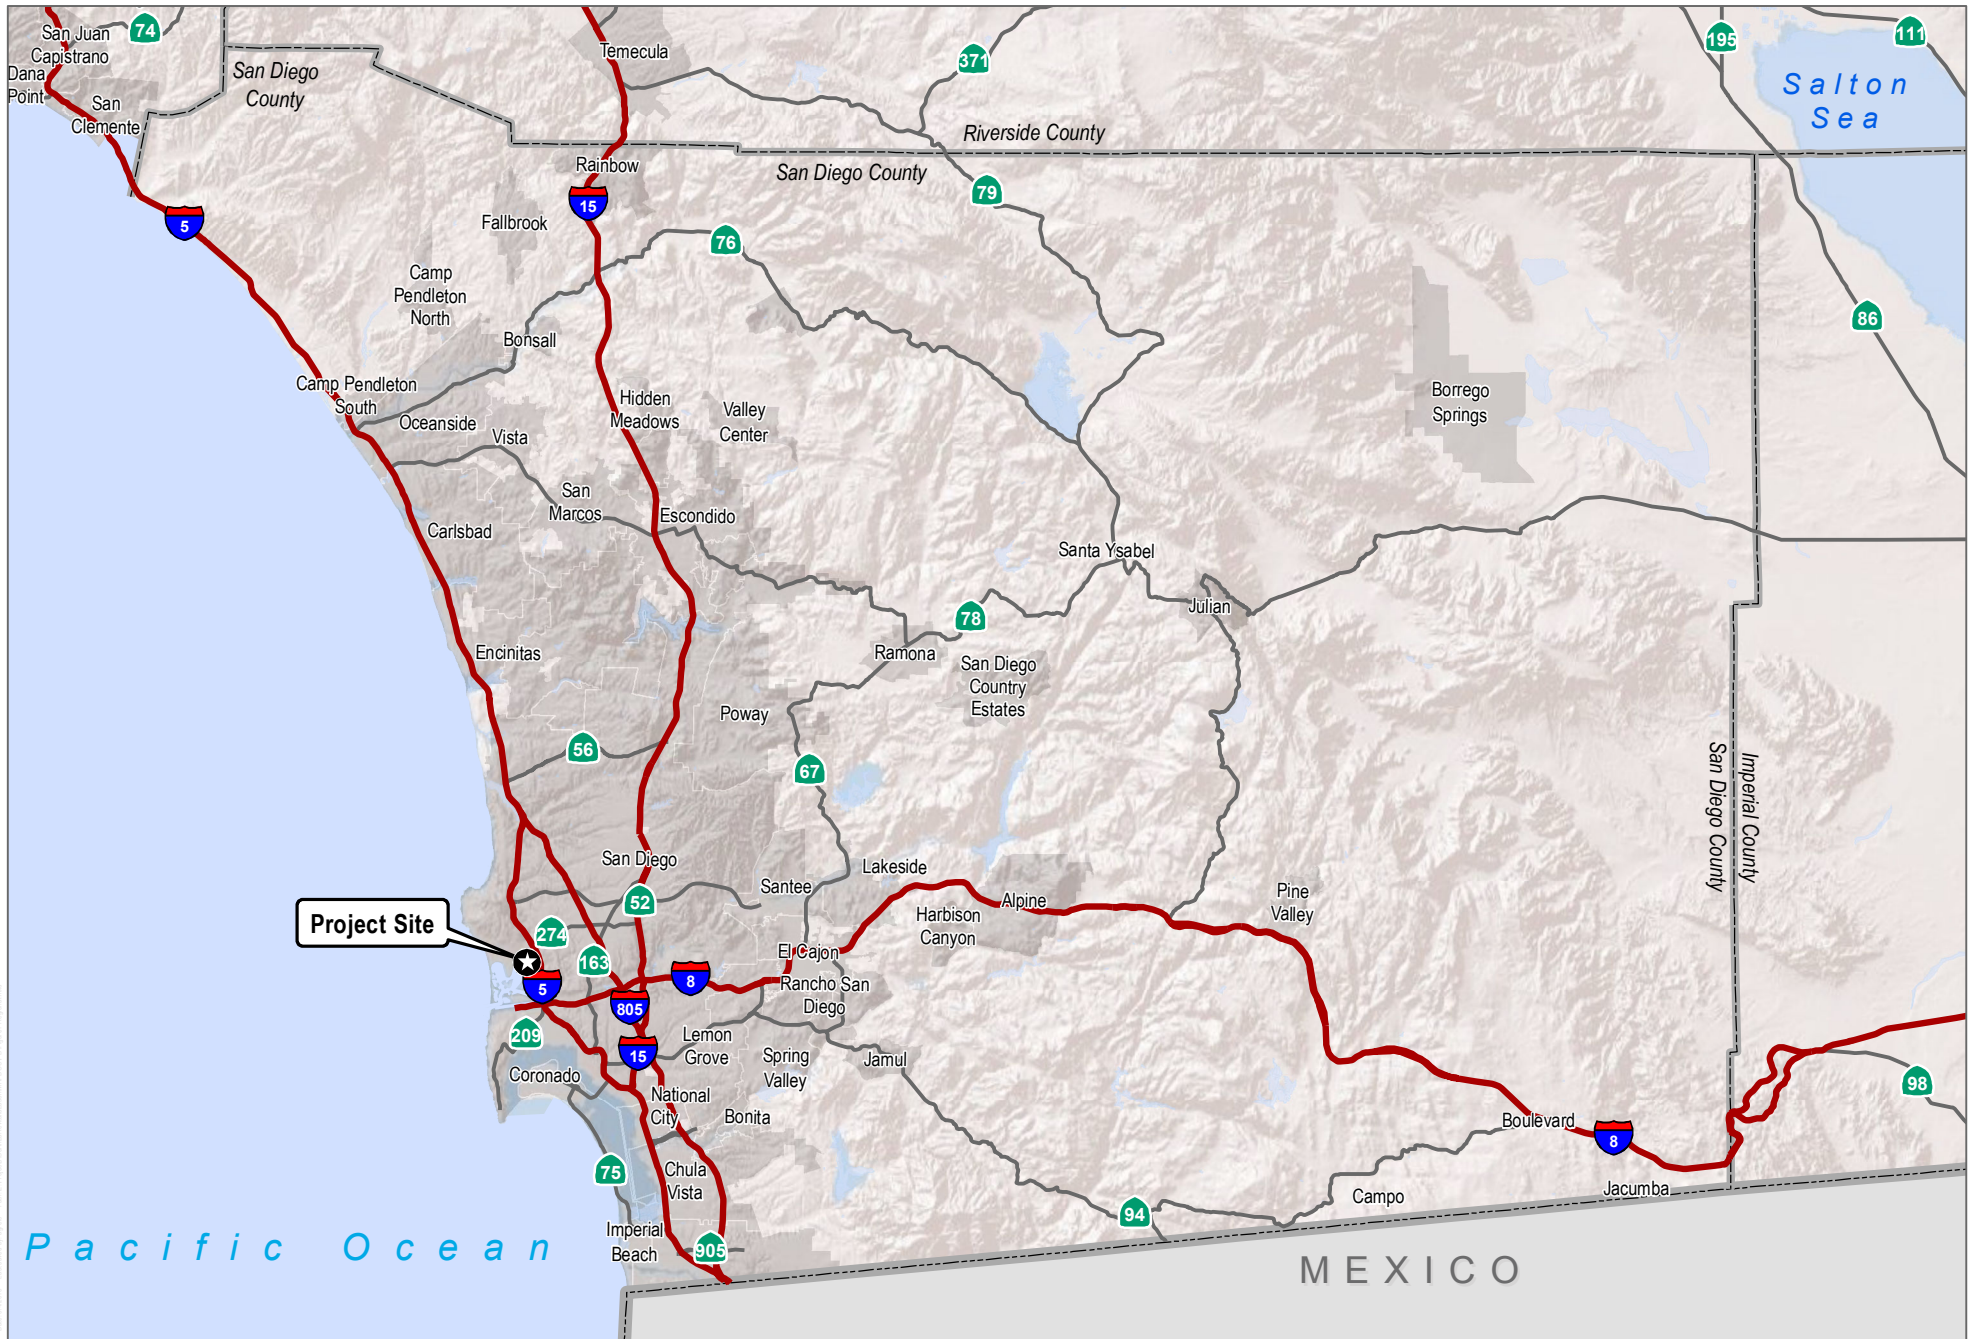 San Juan
Capistrano
74
Dana
Point
San
Clemente
San Diego
County
Temecula
371
195
111
Salton
Sea
Riverside County
San Diego County
Rainbow
15
79
5
Fallbrook
76
Camp
Pendleton
North
86
Bonsall
Camp Pendleton
South
Hidden
Meadows
Valley
Center
Borrego
Springs
Oceanside
Vista
San
Marcos
Escondido
Carlsbad
Santa Ysabel
Julian
78
Encinitas
Ramona
San Diego
Country
Estates
Poway
56
67
San Diego County
Imperial County
San Diego
Lakeside
Santee
52
Alpine
Pine
Valley
Project Site
274
Harbison
Canyon
163
El Cajon
5
8
Rancho San
Diego
805
209
15
Lemon
Grove
Spring
Valley
Jamul
Coronado
98
National
City
Bonita
Boulevard
8
75
Chula
Vista
Jacumba
Campo
94
Imperial
Beach
905
Pacific Ocean
MEXICO